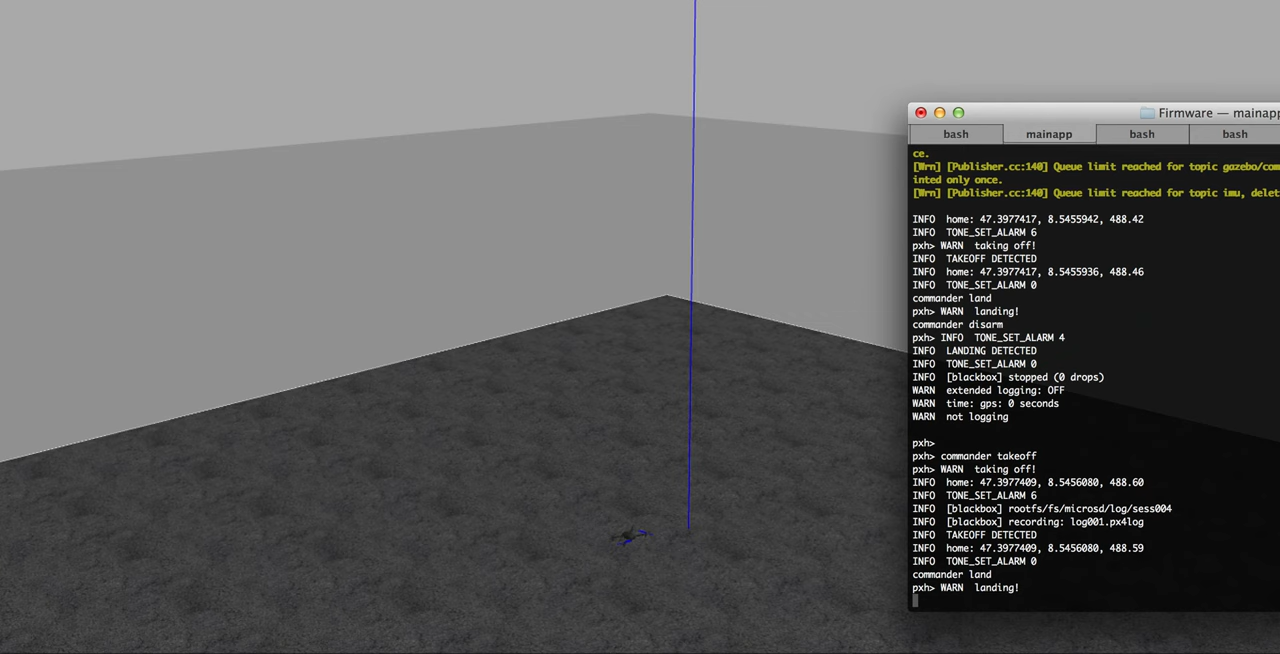 Firmware — mainapp
bash mainapp bash bash
ce.
[Wrn] [Publisher.cc:140] Queue limit reached for topic gazebo/com
inted only once.
[Wrn] [Publisher.cc:140] Queue limit reached for topic imu, delet
INFO home: 47.3977417, 8.5455942, 488.42
INFO TONE_SET_ALARM 6
pxh> WARN taking off!
INFO TAKEOFF DETECTED
INFO home: 47.3977417, 8.5455936, 488.46
INFO TONE_SET_ALARM 0
commander land
pxh> WARN landing!
commander disarm
pxh> INFO TONE_SET_ALARM 4
INFO LANDING DETECTED
INFO TONE_SET_ALARM 0
INFO [blackbox] stopped (0 drops)
WARN extended logging: OFF
WARN time: gps: 0 seconds
WARN not logging
pxh>
pxh> commander takeoff
pxh> WARN taking off!
INFO home: 47.3977409, 8.5456080, 488.60
INFO TONE_SET_ALARM 6
INFO [blackbox] rootfs/fs/microsd/log/sess004
INFO [blackbox] recording: log001.px4log
INFO TAKEOFF DETECTED
INFO home: 47.3977409, 8.5456080, 488.59
INFO TONE_SET_ALARM 0
commander land
pxh> WARN landing!